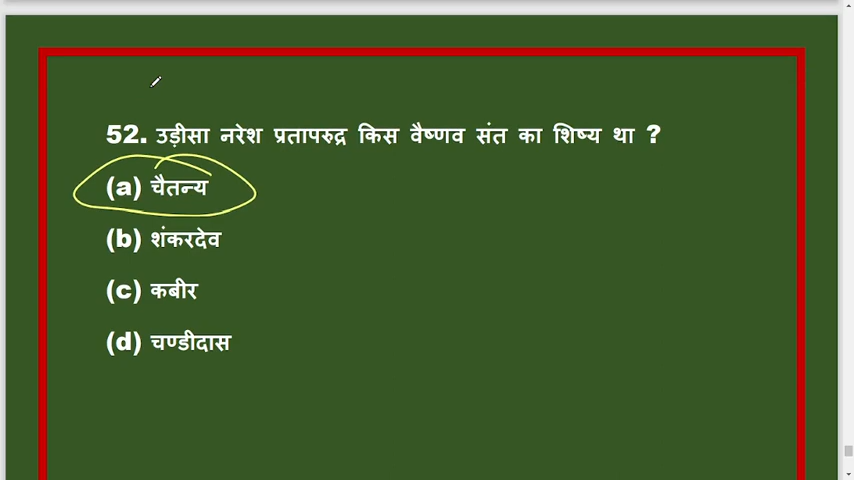 52. उड़ीसा नरेश प्रतापरुद्र किस वैष्णव संत का शिष्य था ?
(a) चैतन्य
(b) शंकरदेव
(c) कबीर
(d) चण्डीदास